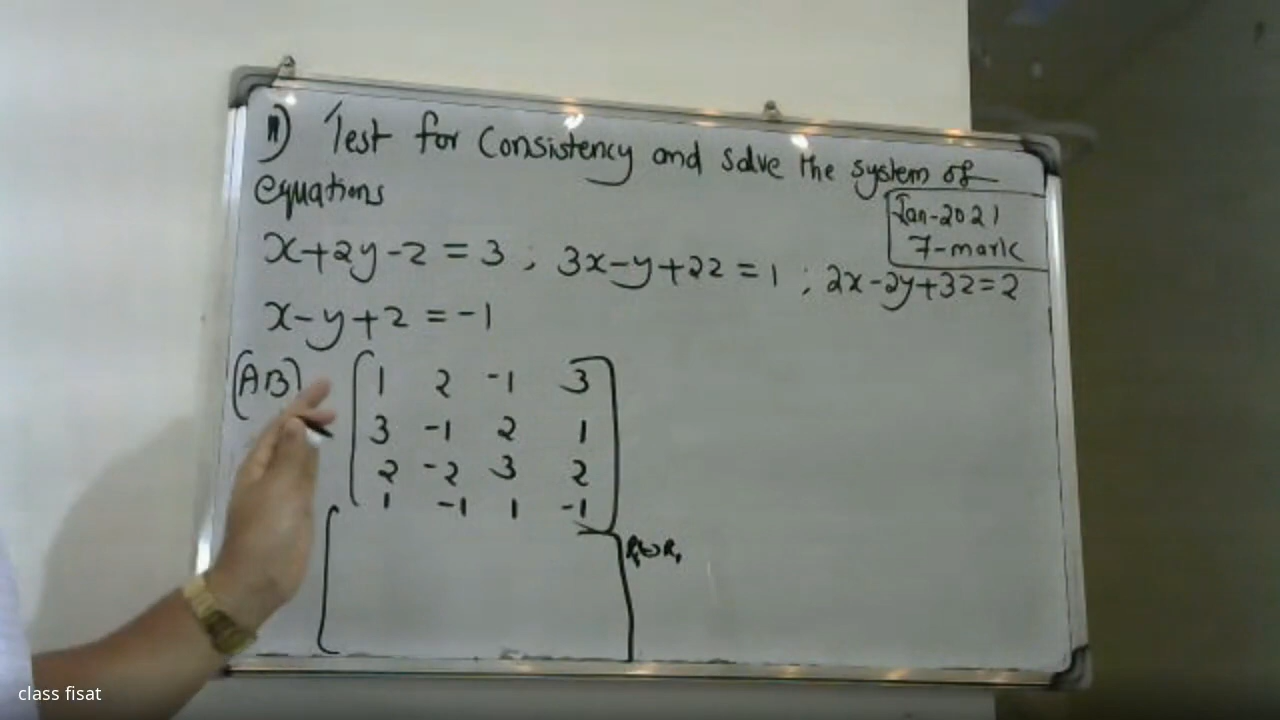 11) Test for Consistency and solve the system of
equations
Jan-2021
7-mark
x+2y-z = 3 ; 3x-y+2z = 1 ; 2x-2y+3z=2
x-y+z = -1
(AB) 1 2 -1 3
3 -1 2 1
2 -2 3 2
1 -1 1 -1
class fisat